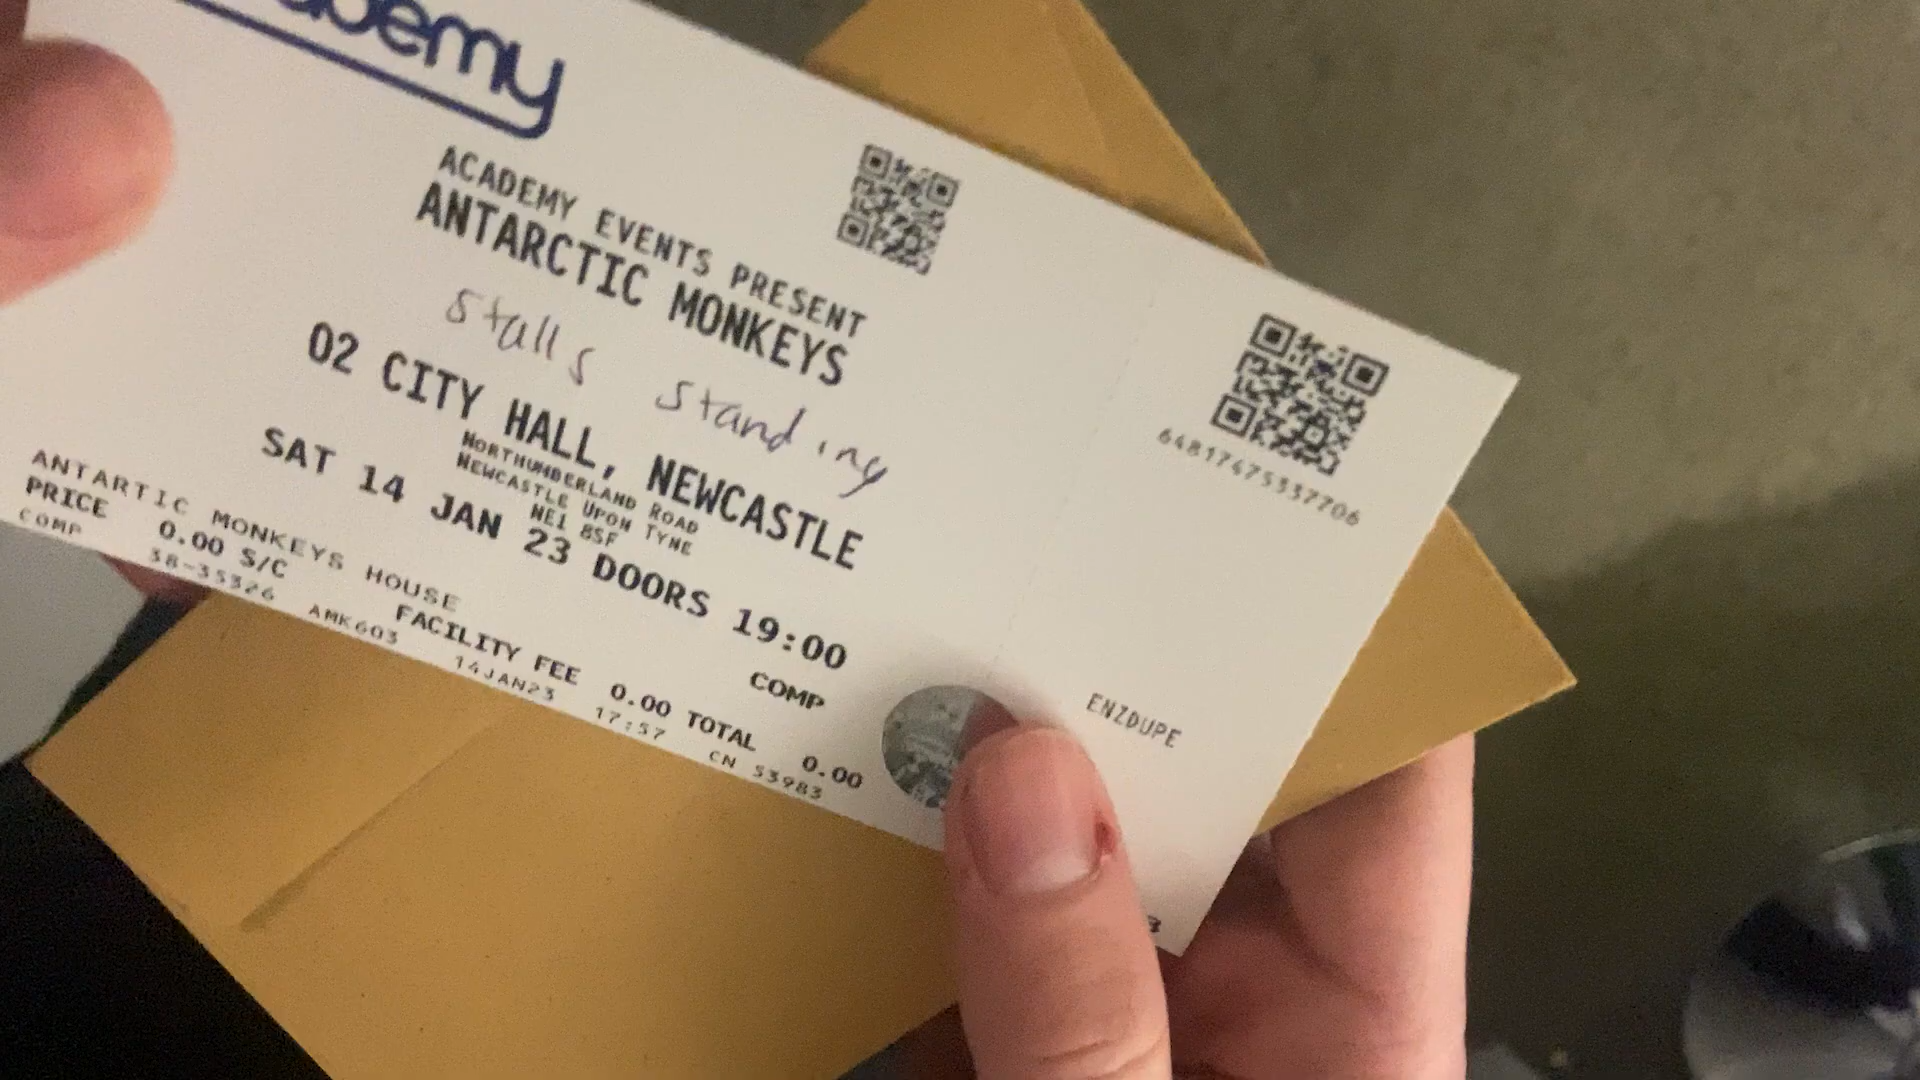 academy
ACADEMY EVENTS PRESENT
ANTARCTIC MONKEYS
stalls standing
O2 CITY HALL, NEWCASTLE
NORTHUMBERLAND ROAD
NEWCASTLE UPON TYNE
NE1 8SF
SAT 14 JAN 23 DOORS 19:00
ANTARTIC MONKEYS HOUSE COMP
PRICE 0.00 S/C FACILITY FEE 0.00 TOTAL 0.00
COMP 38-35326 AMK603 14JAN23 17:57 CN 53983
ENZDUPE